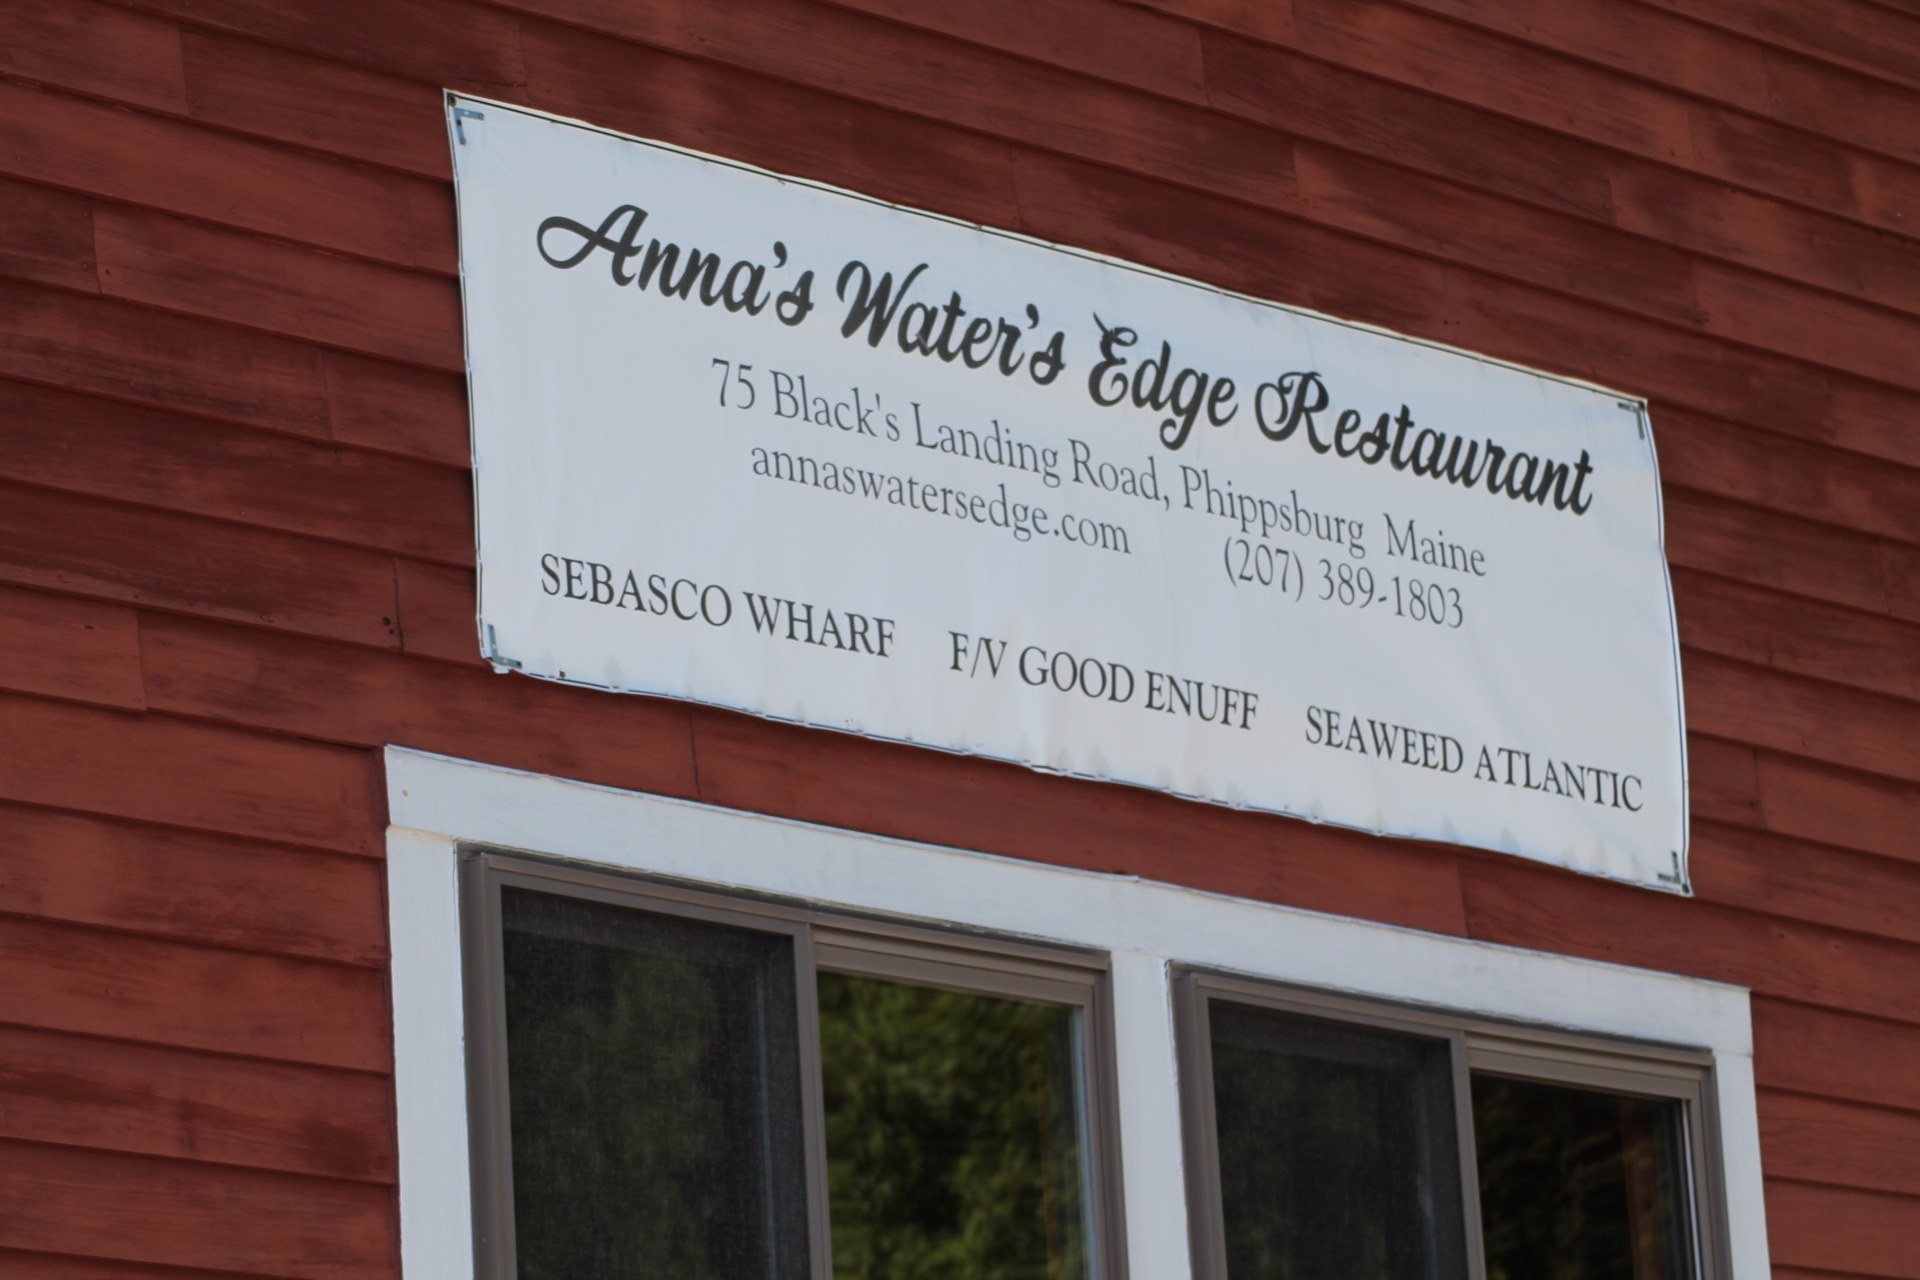 Anna's Water's Edge Restaurant
75 Black's Landing Road, Phippsburg Maine
annaswatersedge.com (207) 389-1803
SEBASCO WHARF F/V GOOD ENUFF SEAWEED ATLANTIC